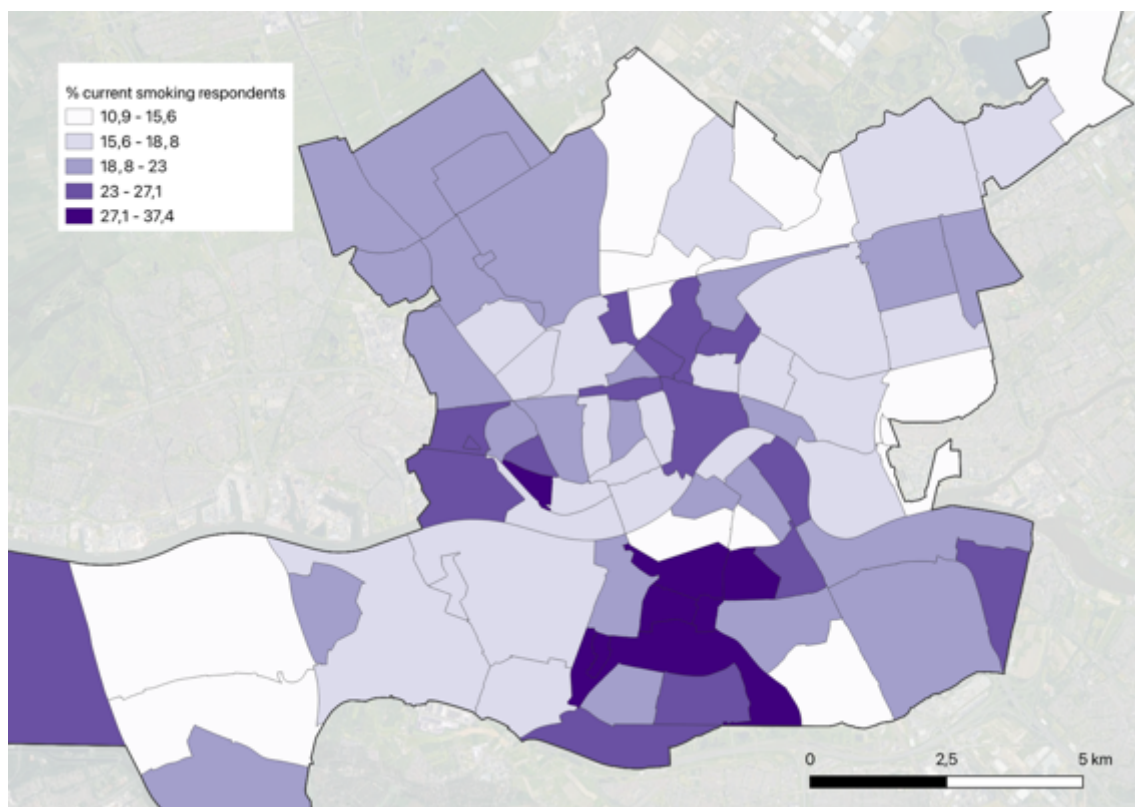 % current smoking respondents
10,9 - 15,6
15,6 - 18,8
18,8 - 23
23 - 27,1
27,1 - 37,4
0 2,5 5 km